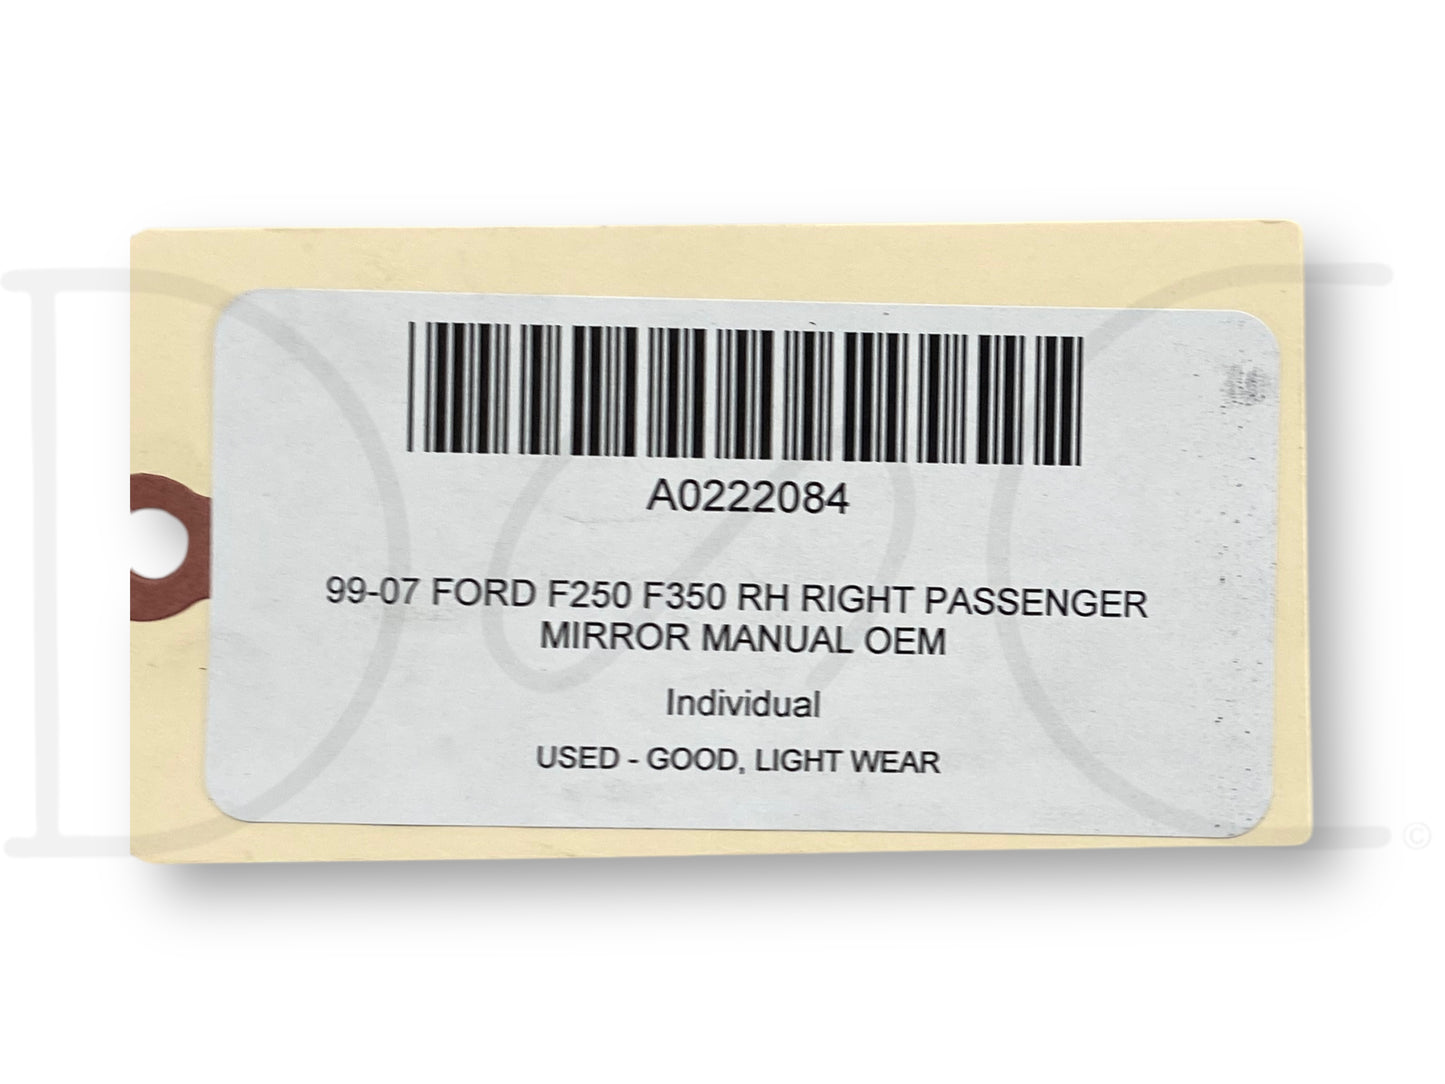 A0222084
99-07 FORD F250 F350 RH RIGHT PASSENGER
MIRROR MANUAL OEM
Individual
USED - GOOD, LIGHT WEAR
©